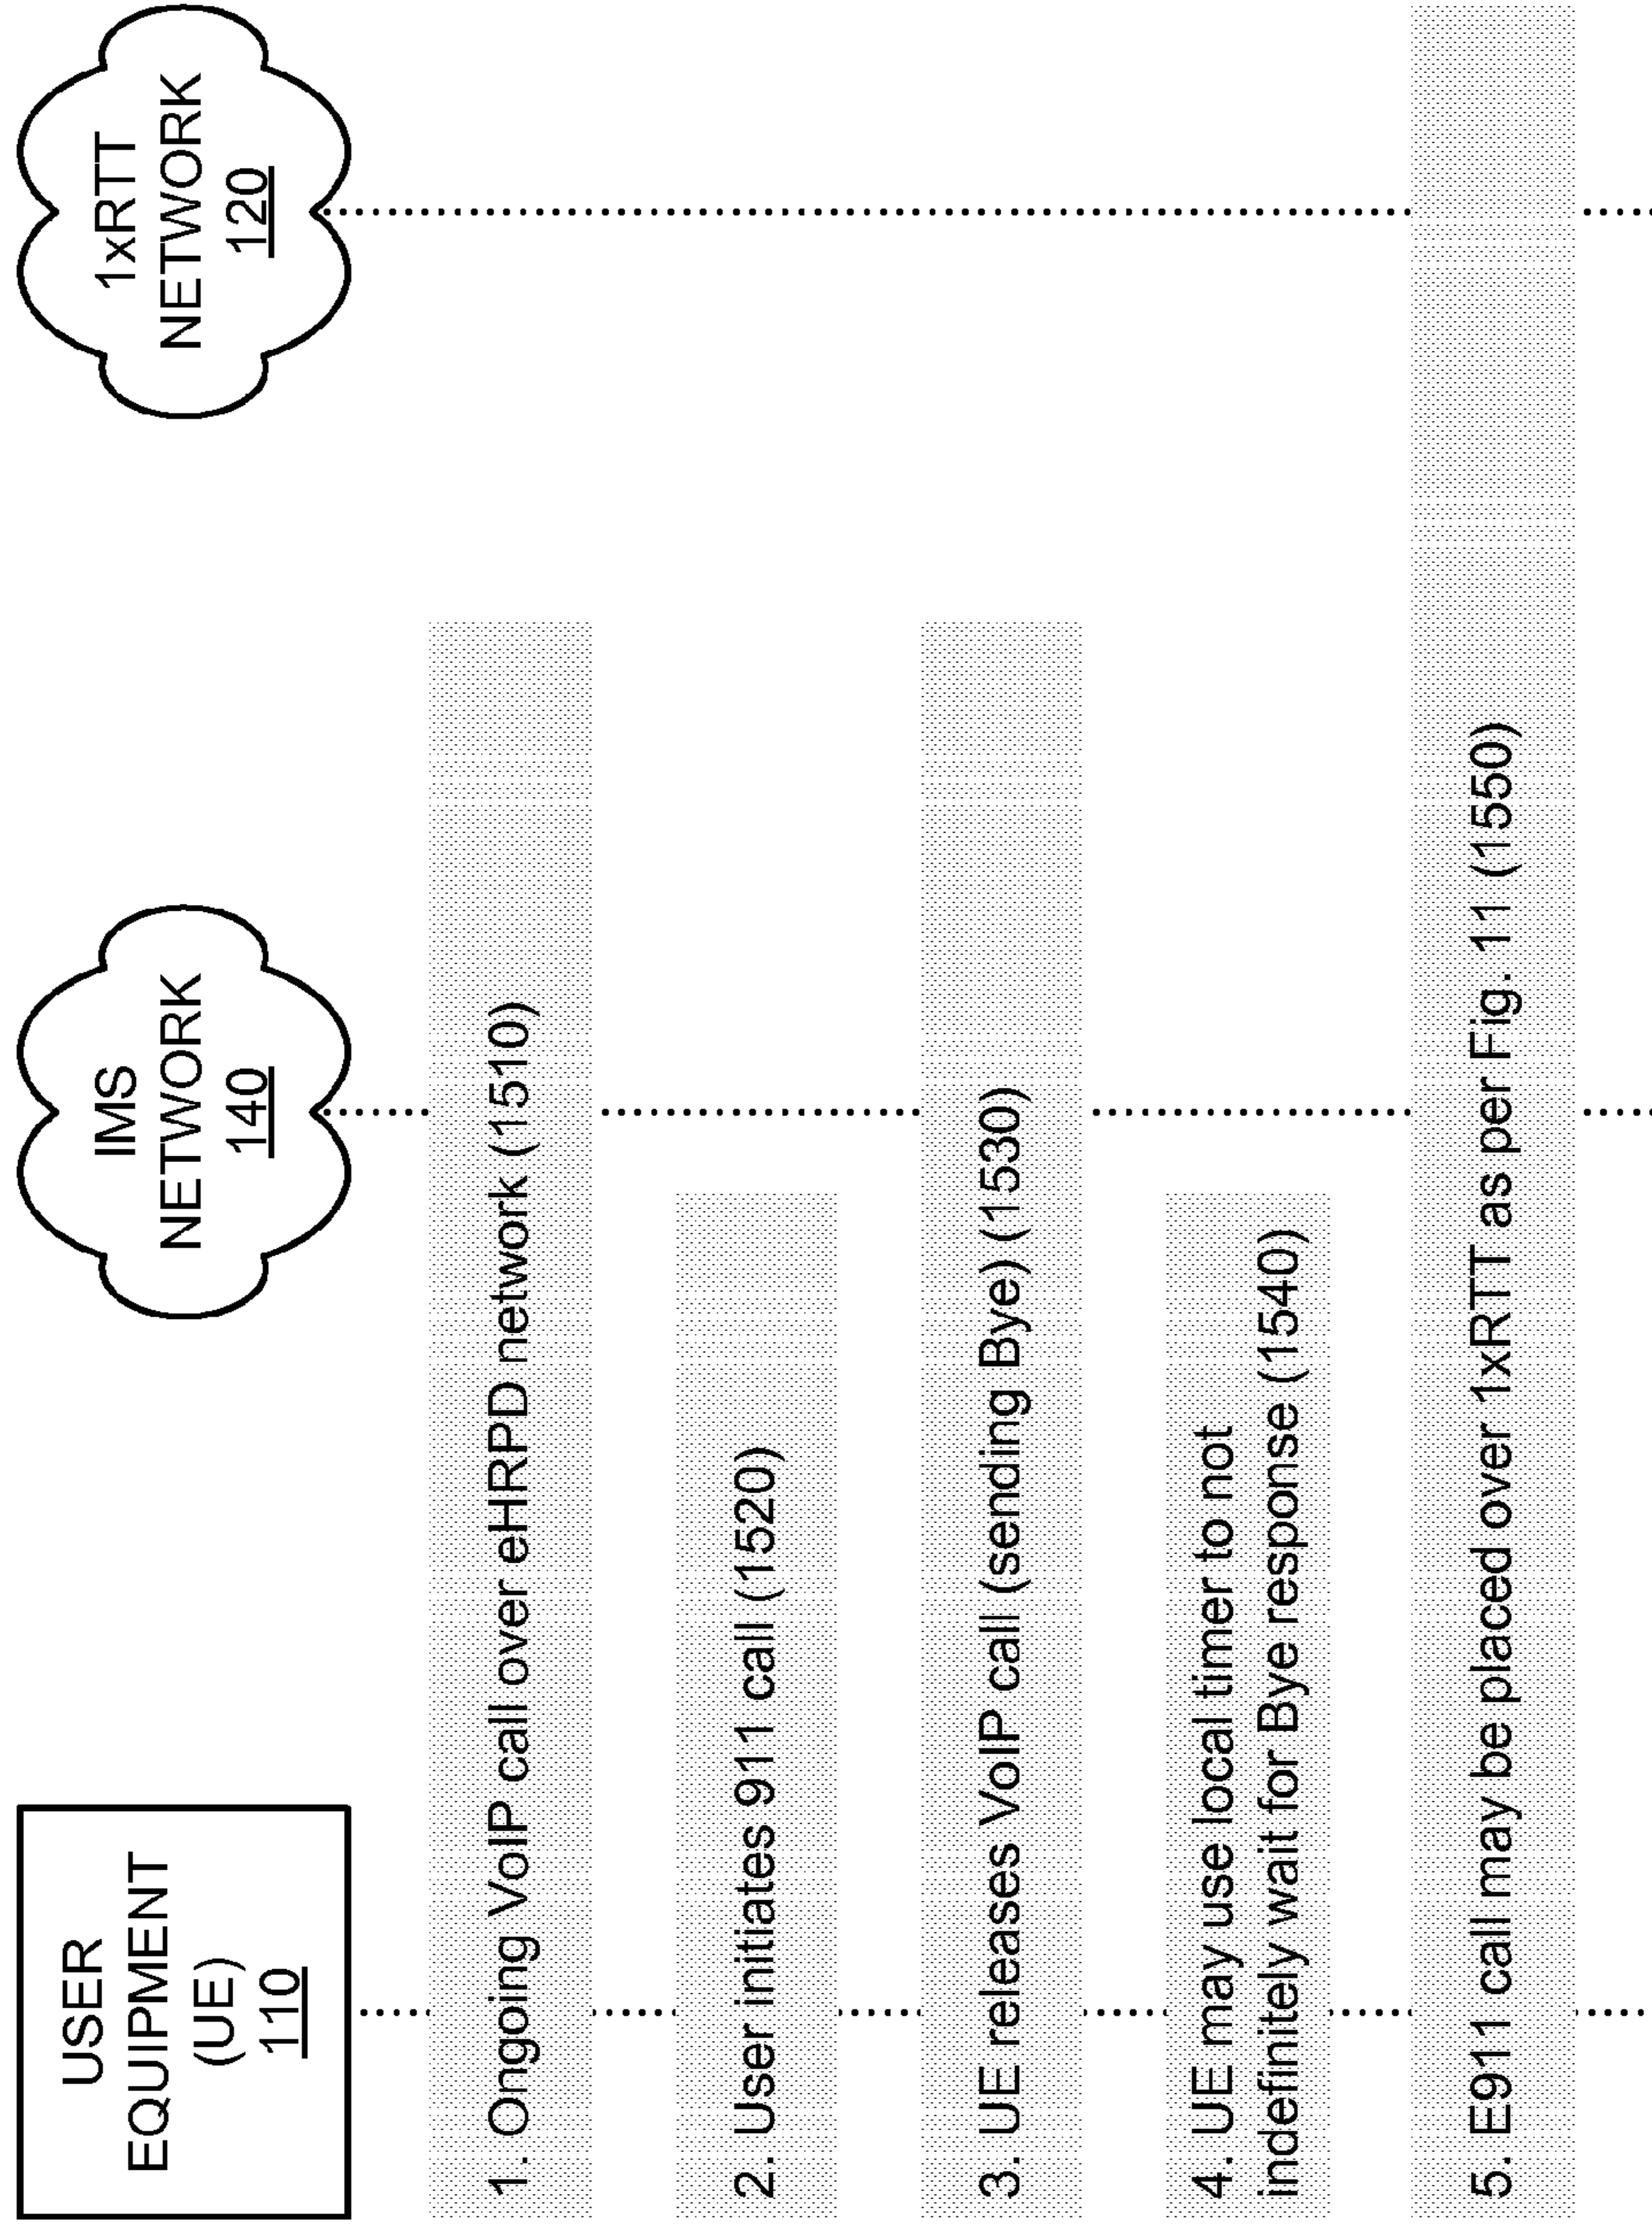 USER
EQUIPMENT
(UE)
110
IMS
NETWORK
140
1xRTT
NETWORK
120
1. Ongoing VoIP call over eHRPD network (1510)
2. User initiates 911 call (1520)
3. UE releases VoIP call (sending Bye) (1530)
4. UE may use local timer to not
indefinitely wait for Bye response (1540)
5. E911 call may be placed over 1xRTT as per Fig. 11 (1550)